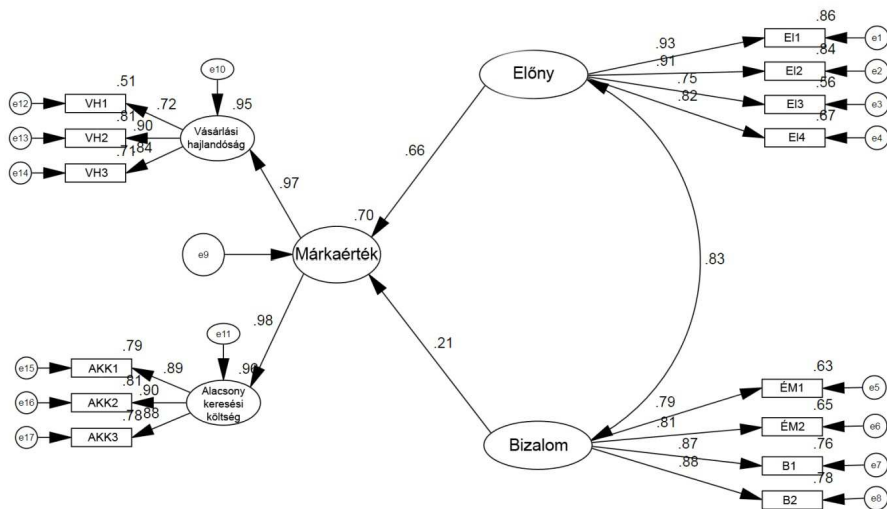 .86
.93
El1
e1
.91
.84
El2
e2
.75
.56
El3
e3
.82
.67
El4
e4
Előny
e10
.51
.95
e12
VH1
.72
.81
.90
e13
VH2
Vásárlási
hajlandóság
.71
.84
e14
VH3
.66
.97
.70
Márkaérték
e9
.83
.98
.21
e11
.79
.96
e15
AKK1
.89
.81
.90
e16
AKK2
Alacsony
keresési
költség
.78
.88
e17
AKK3
.63
.79
ÉM1
e5
.81
.65
ÉM2
e6
Bizalom
.87
.76
B1
e7
.88
.78
B2
e8